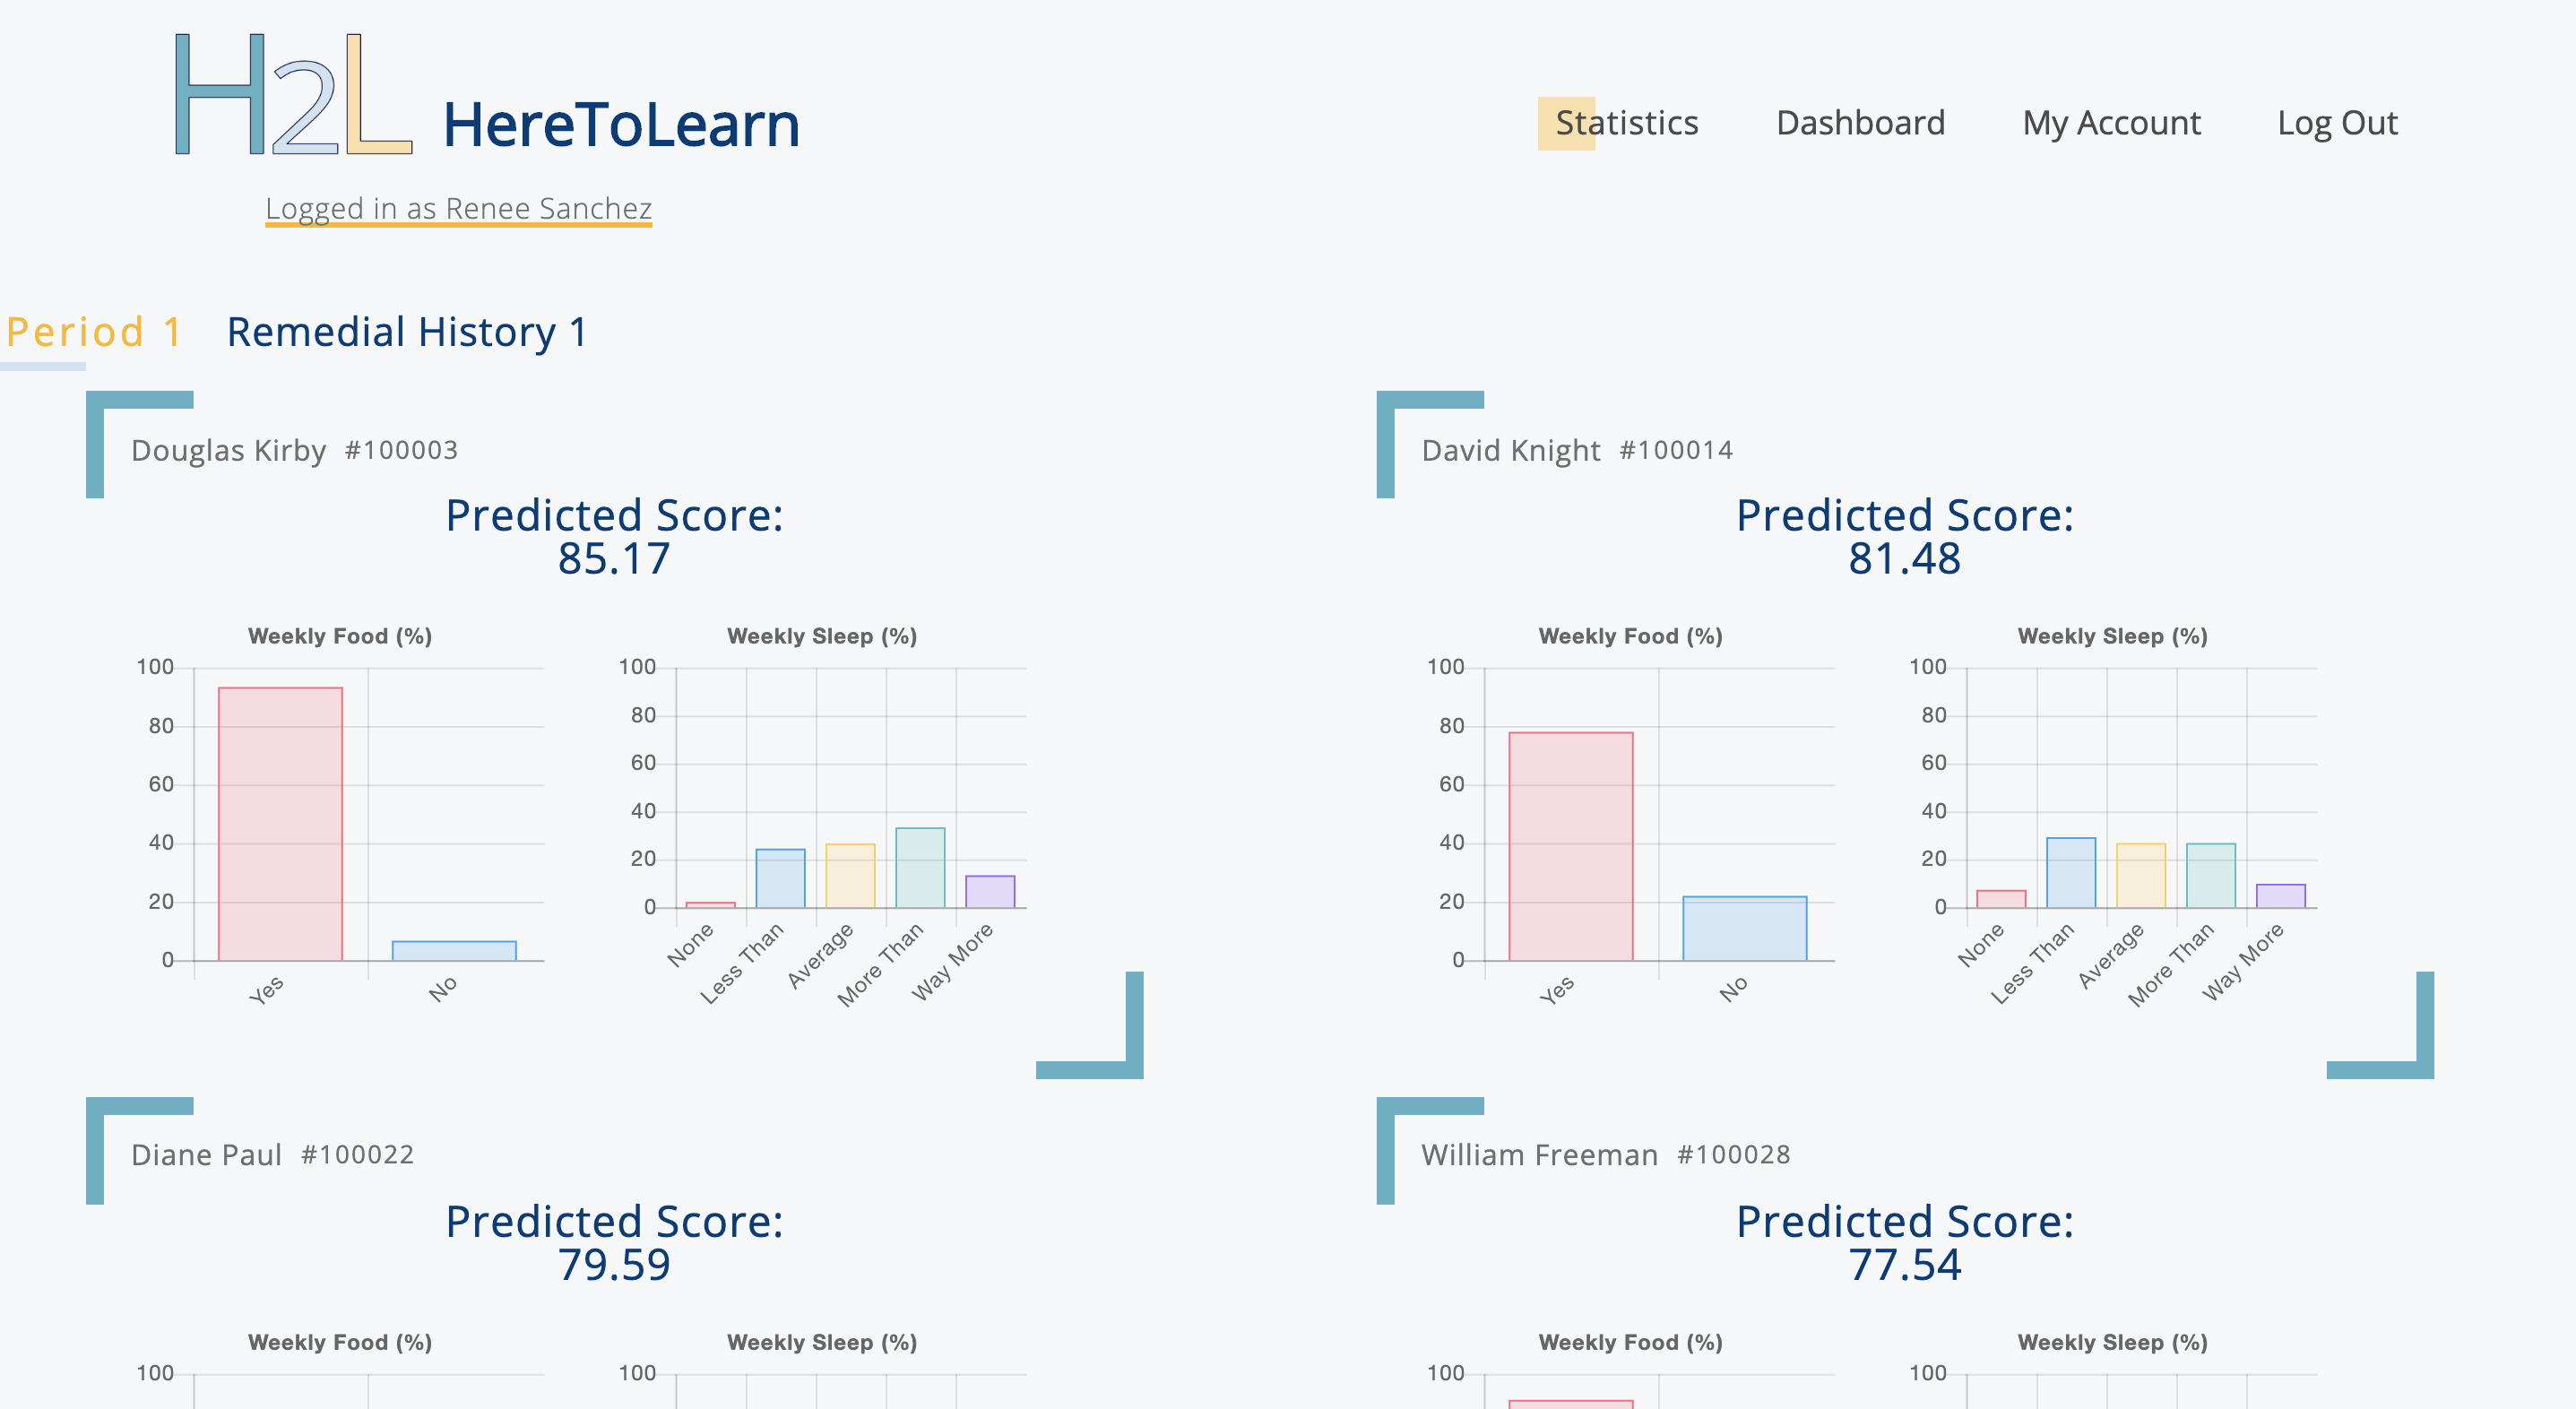 H2L HereToLearn
Statistics Dashboard My Account Log Out
Logged in as Renee Sanchez
Period 1 Remedial History 1
Douglas Kirby #100003
Predicted Score:
85.17
Weekly Food (%)
100
80
60
40
20
0
Yes No
Weekly Sleep (%)
100
80
60
40
20
0
None Less Than Average More Than Way More
David Knight #100014
Predicted Score:
81.48
Weekly Food (%)
100
80
60
40
20
0
Yes No
Weekly Sleep (%)
100
80
60
40
20
0
None Less Than Average More Than Way More
Diane Paul #100022
Predicted Score:
79.59
Weekly Food (%)
100
Weekly Sleep (%)
100
William Freeman #100028
Predicted Score:
77.54
Weekly Food (%)
100
Weekly Sleep (%)
100